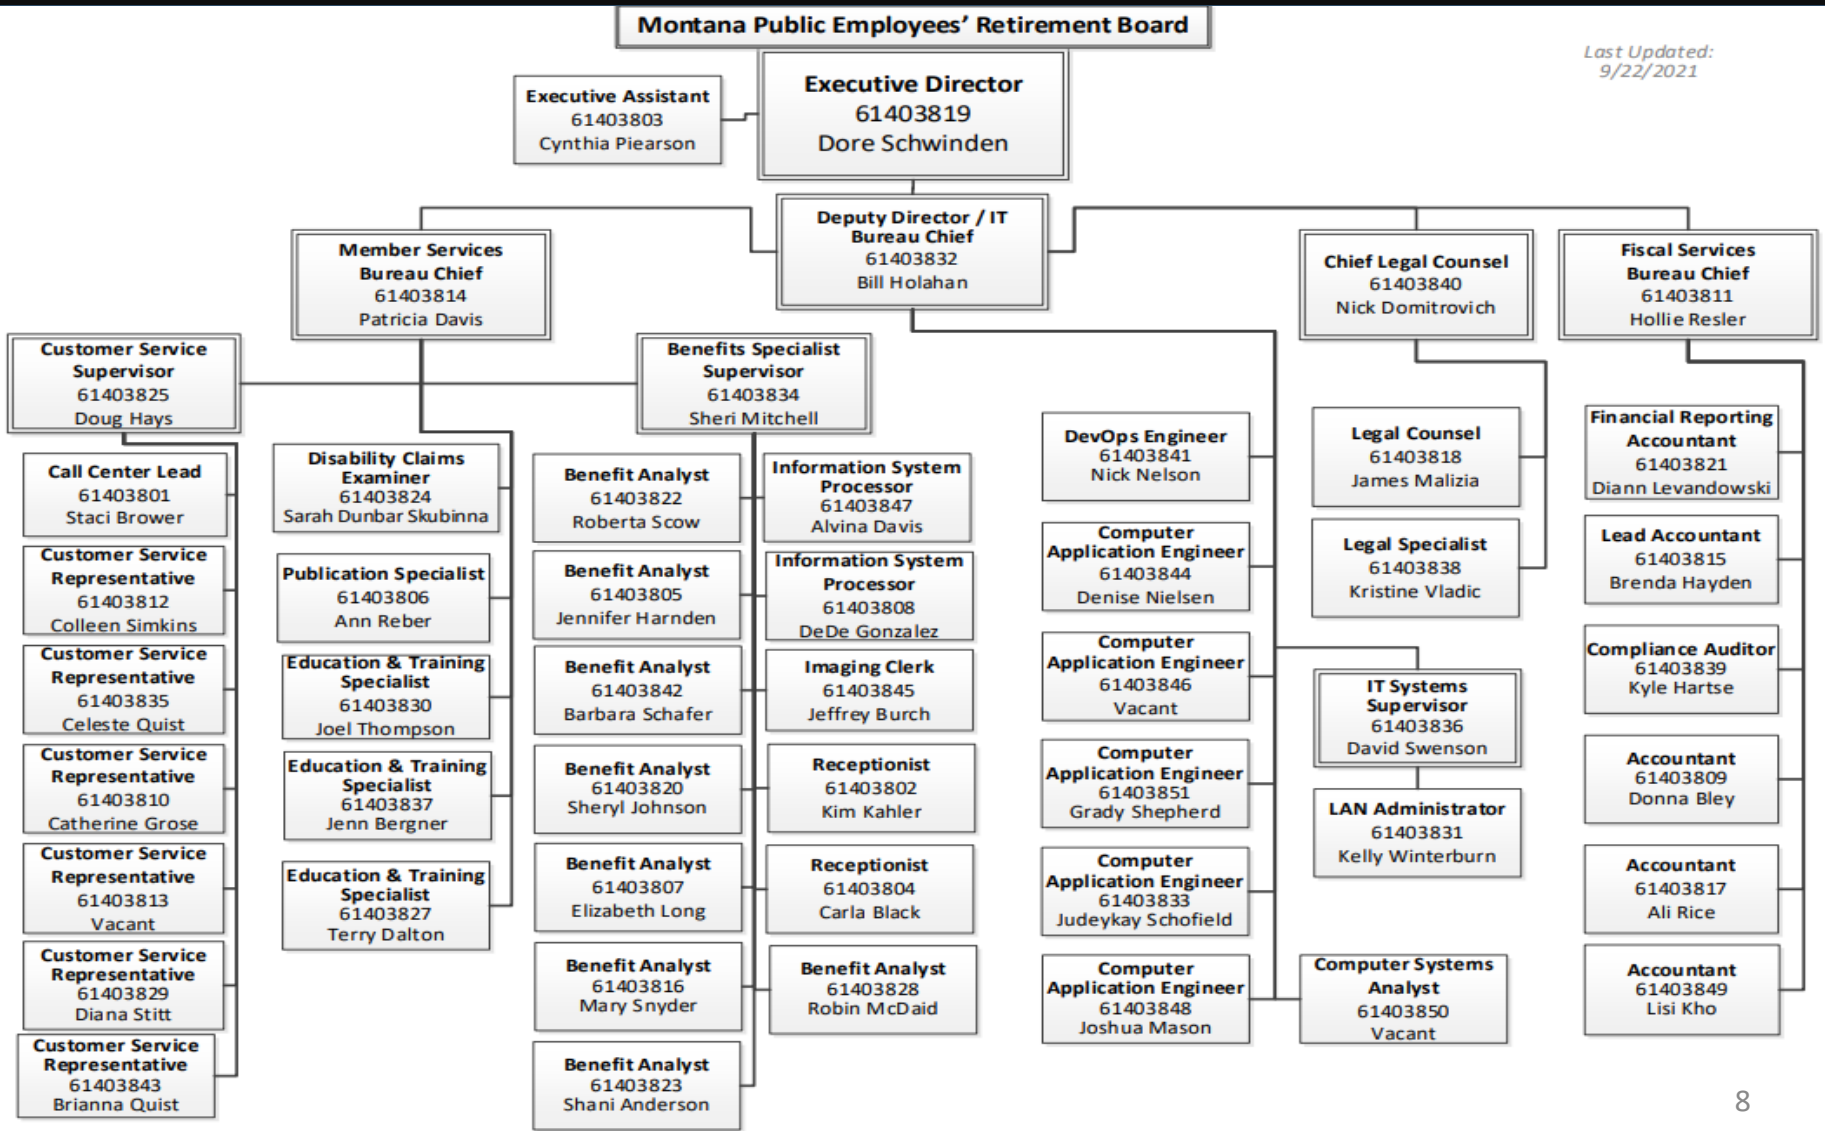 Montana Public Employees’ Retirement Board
Last Updated:
9/22/2021
Executive Director
61403819
Dore Schwinden
Executive Assistant
61403803
Cynthia Piearson
Deputy Director / IT
Bureau Chief
61403832
Bill Holahan
Member Services
Bureau Chief
61403814
Patricia Davis
Chief Legal Counsel
61403840
Nick Domitrovich
Fiscal Services
Bureau Chief
61403811
Hollie Resler
Customer Service
Supervisor
61403825
Doug Hays
Benefits Specialist
Supervisor
61403834
Sheri Mitchell
Call Center Lead
61403801
Staci Brower
Customer Service
Representative
61403812
Colleen Simkins
Customer Service
Representative
61403835
Celeste Quist
Customer Service
Representative
61403810
Catherine Grose
Customer Service
Representative
61403813
Vacant
Customer Service
Representative
61403829
Diana Stitt
Customer Service
Representative
61403843
Brianna Quist
Disability Claims
Examiner
61403824
Sarah Dunbar Skubinna
Publication Specialist
61403806
Ann Reber
Education & Training
Specialist
61403830
Joel Thompson
Education & Training
Specialist
61403837
Jenn Bergner
Education & Training
Specialist
61403827
Terry Dalton
Benefit Analyst
61403822
Roberta Scow
Benefit Analyst
61403805
Jennifer Harnden
Benefit Analyst
61403842
Barbara Schafer
Benefit Analyst
61403820
Sheryl Johnson
Benefit Analyst
61403807
Elizabeth Long
Benefit Analyst
61403816
Mary Snyder
Benefit Analyst
61403823
Shani Anderson
Information System
Processor
61403847
Alvina Davis
Information System
Processor
61403808
DeDe Gonzalez
Imaging Clerk
61403845
Jeffrey Burch
Receptionist
61403802
Kim Kahler
Receptionist
61403804
Carla Black
Benefit Analyst
61403828
Robin McDaid
DevOps Engineer
61403841
Nick Nelson
Computer
Application Engineer
61403844
Denise Nielsen
Computer
Application Engineer
61403846
Vacant
Computer
Application Engineer
61403851
Grady Shepherd
Computer
Application Engineer
61403833
Judeykay Schofield
Computer
Application Engineer
61403848
Joshua Mason
Legal Counsel
61403818
James Malizia
Legal Specialist
61403838
Kristine Vladic
IT Systems
Supervisor
61403836
David Swenson
LAN Administrator
61403831
Kelly Winterburn
Computer Systems
Analyst
61403850
Vacant
Financial Reporting
Accountant
61403821
Diann Levandowski
Lead Accountant
61403815
Brenda Hayden
Compliance Auditor
61403839
Kyle Hartse
Accountant
61403809
Donna Bley
Accountant
61403817
Ali Rice
Accountant
61403849
Lisi Kho
8